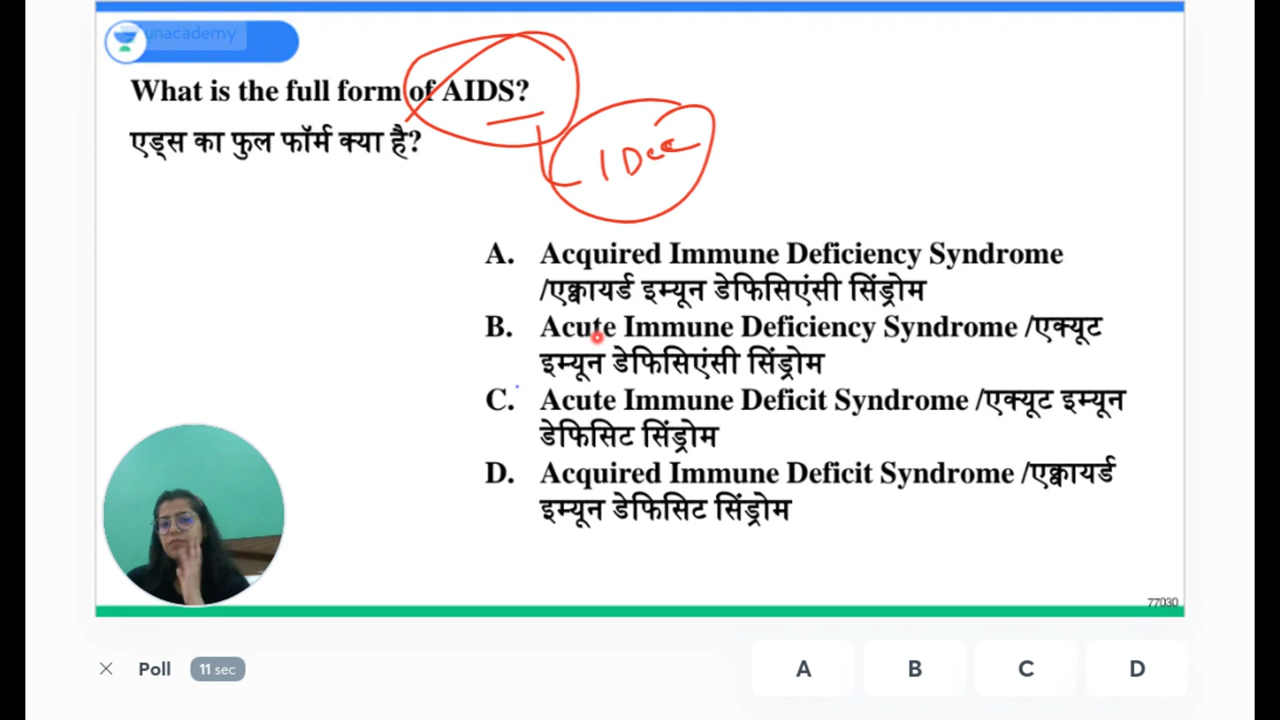 unacademy
What is the full form of AIDS?
एड्स का फुल फॉर्म क्या है?
1 Dec
A. Acquired Immune Deficiency Syndrome
/एक्वायर्ड इम्यून डेफिसिएंसी सिंड्रोम
B. Acute Immune Deficiency Syndrome /एक्यूट
इम्यून डेफिसिएंसी सिंड्रोम
C. Acute Immune Deficit Syndrome /एक्यूट इम्यून
डेफिसिट सिंड्रोम
D. Acquired Immune Deficit Syndrome /एक्वायर्ड
इम्यून डेफिसिट सिंड्रोम
77030
Poll 11 sec A B C D